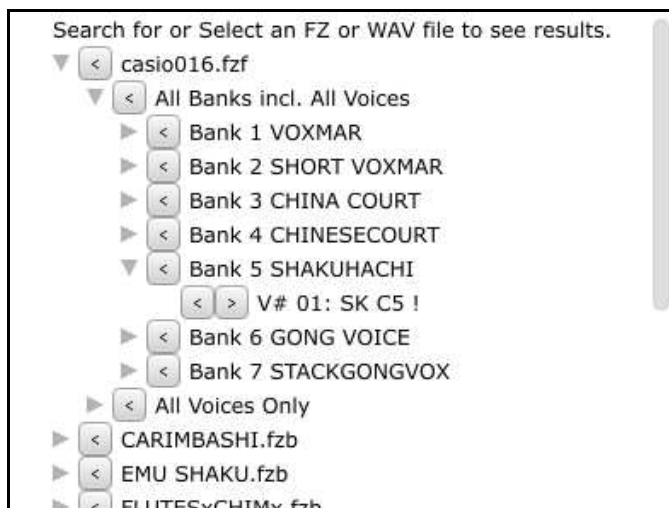 Search for or Select an FZ or WAV file to see results.
< casio016.fzf
< All Banks incl. All Voices
< Bank 1 VOXMAR
< Bank 2 SHORT VOXMAR
< Bank 3 CHINA COURT
< Bank 4 CHINESECOURT
< Bank 5 SHAKUHACHI
< > V# 01: SK C5 !
< Bank 6 GONG VOICE
< Bank 7 STACKGONGVOX
< All Voices Only
< CARIMBASHI.fzb
< EMU SHAKU.fzb
< FLUTESxCHIMx.fzb